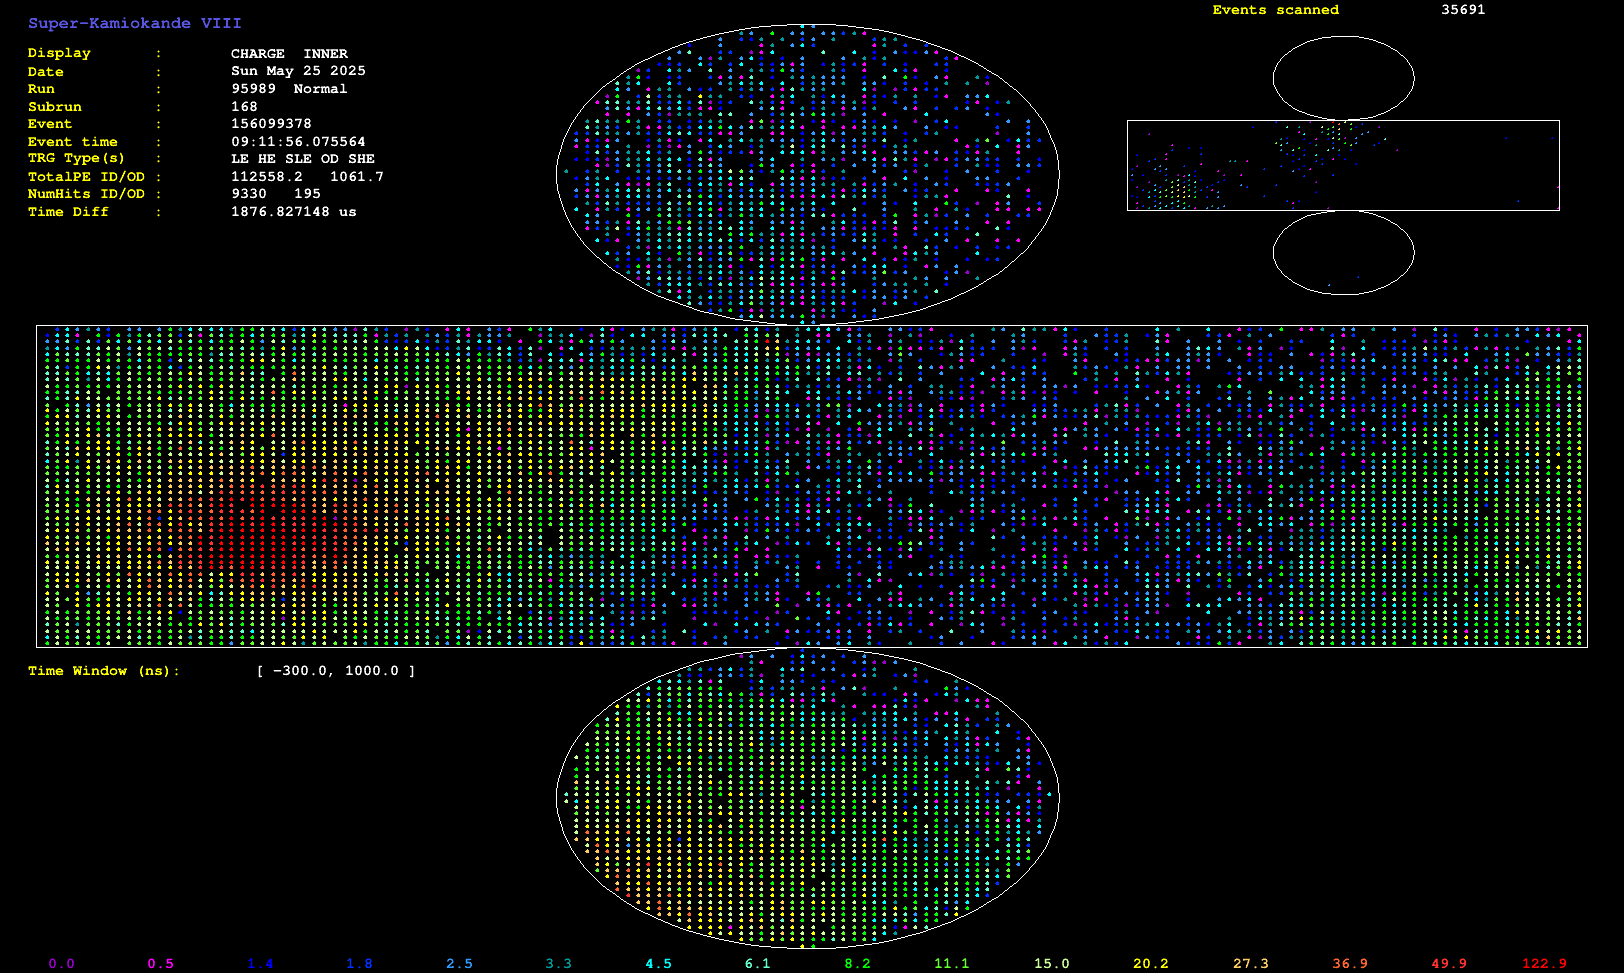 Super-Kamiokande VIII
Events scanned 35691
Display : CHARGE INNER
Date : Sun May 25 2025
Run : 95989 Normal
Subrun : 168
Event : 156099378
Event time : 09:11:56.075564
TRG Type(s) : LE HE SLE OD SHE
TotalPE ID/OD : 112558.2 1061.7
NumHits ID/OD : 9330 195
Time Diff : 1876.827148 us
Time Window (ns): [ -300.0, 1000.0 ]
0.0 0.5 1.4 1.8 2.5 3.3 4.5 6.1 8.2 11.1 15.0 20.2 27.3 36.9 49.9 122.9